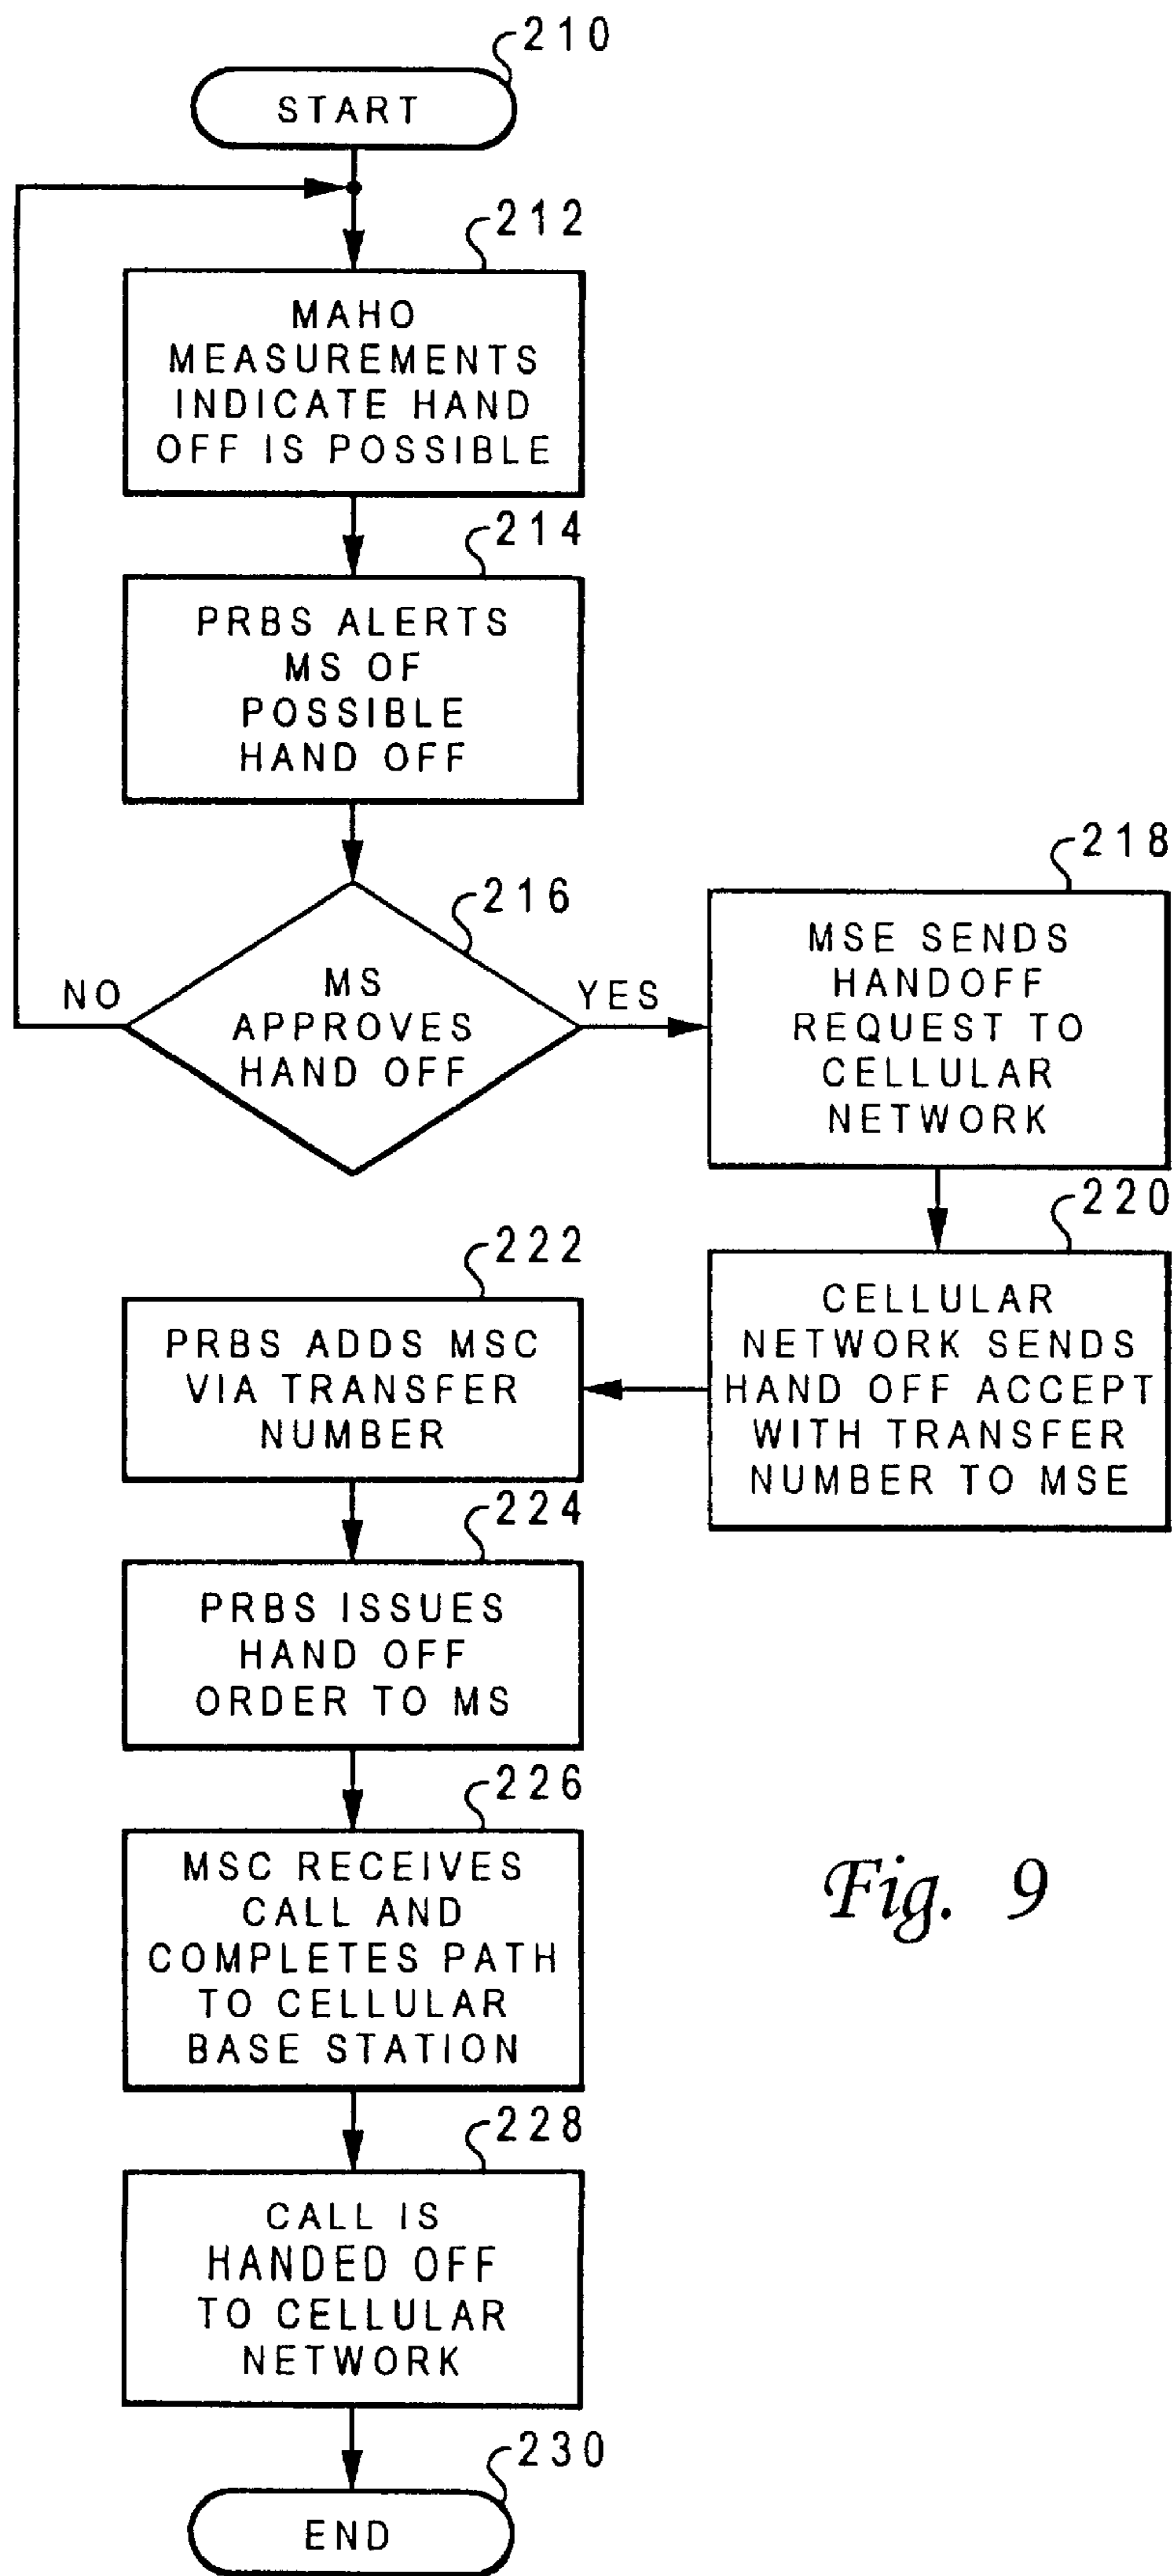 210
START
212
MAHO
MEASUREMENTS
INDICATE HAND
OFF IS POSSIBLE
214
PRBS ALERTS
MS OF
POSSIBLE
HAND OFF
216
NO
MS
APPROVES
HAND OFF
YES
218
MSE SENDS
HANDOFF
REQUEST TO
CELLULAR
NETWORK
220
CELLULAR
NETWORK SENDS
HAND OFF ACCEPT
WITH TRANSFER
NUMBER TO MSE
222
PRBS ADDS MSC
VIA TRANSFER
NUMBER
224
PRBS ISSUES
HAND OFF
ORDER TO MS
226
MSC RECEIVES
CALL AND
COMPLETES PATH
TO CELLULAR
BASE STATION
Fig. 9
228
CALL IS
HANDED OFF
TO CELLULAR
NETWORK
230
END